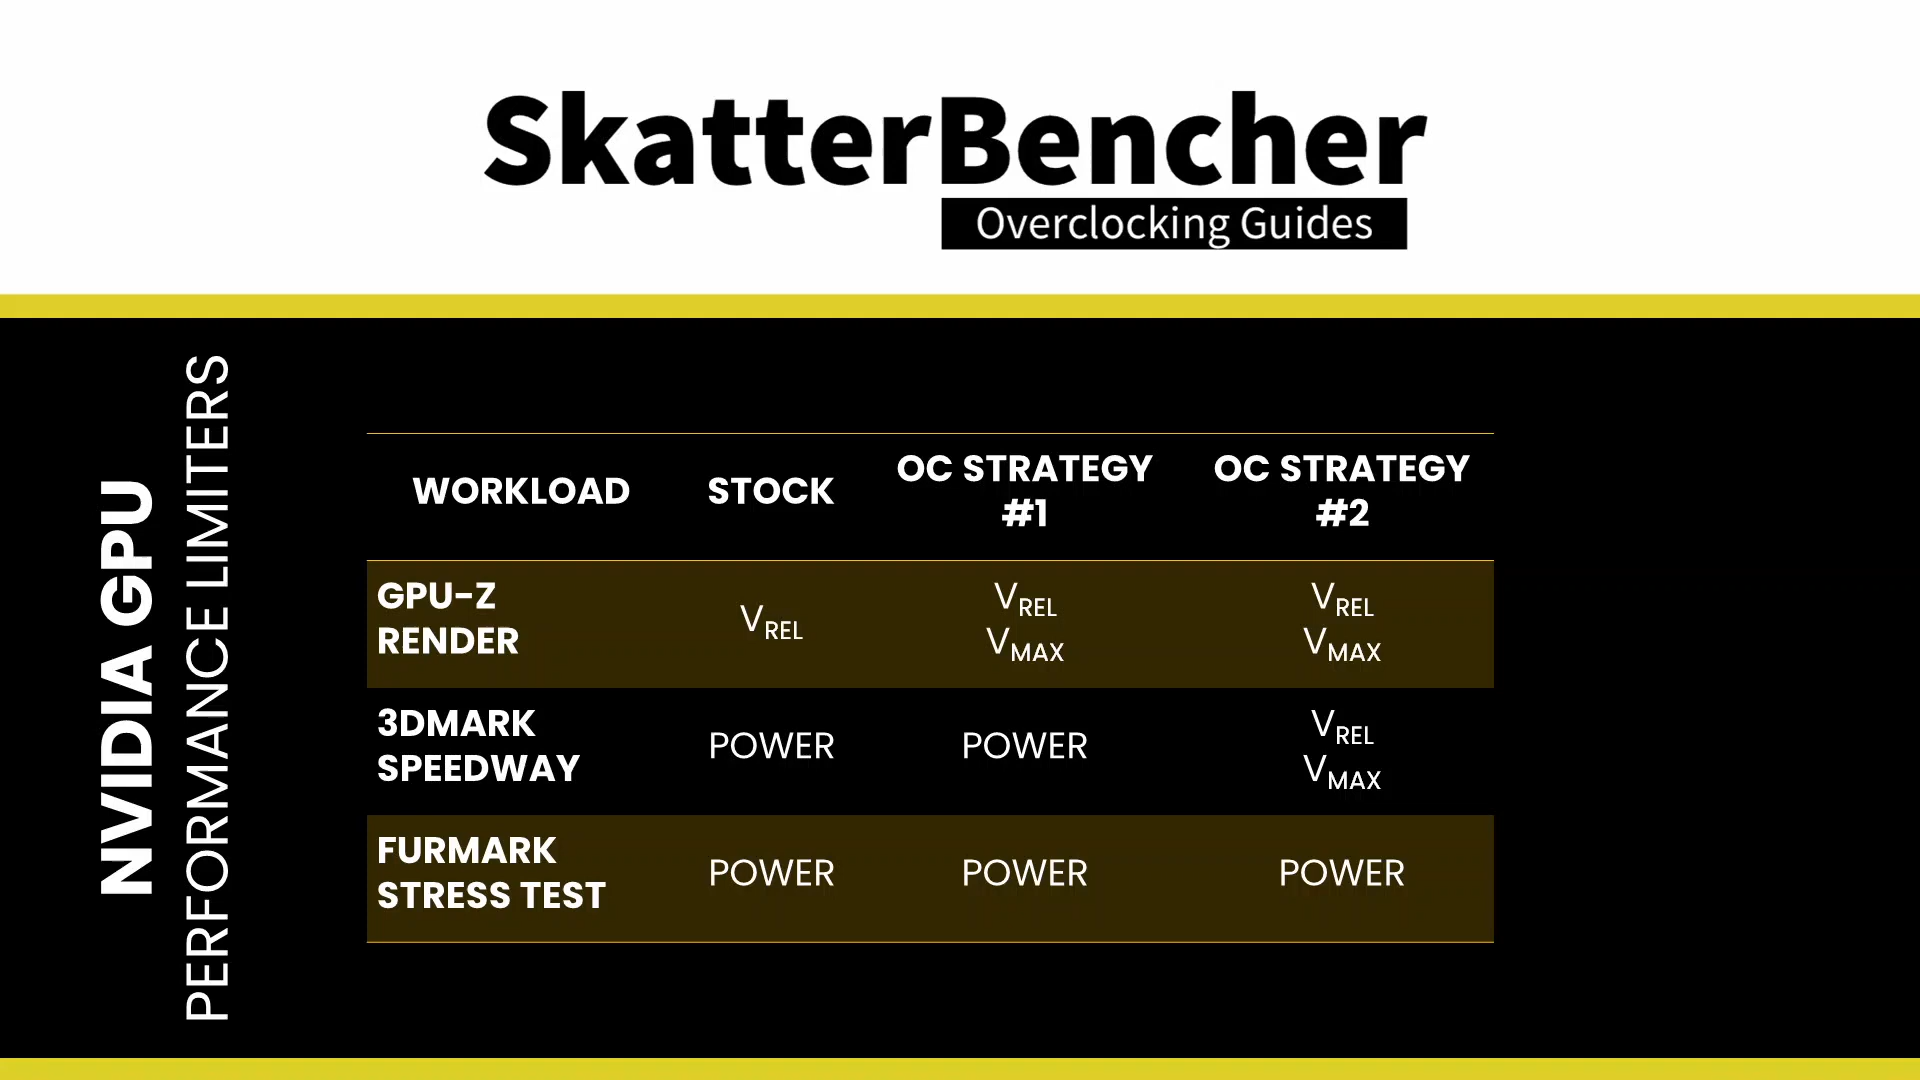 SkatterBencher
Overclocking Guides
NVIDIA GPU
PERFORMANCE LIMITERS
WORKLOAD STOCK OC STRATEGY #1 OC STRATEGY #2
GPU-Z RENDER VREL VREL VMAX VREL VMAX
3DMARK SPEEDWAY POWER POWER VREL VMAX
FURMARK STRESS TEST POWER POWER POWER